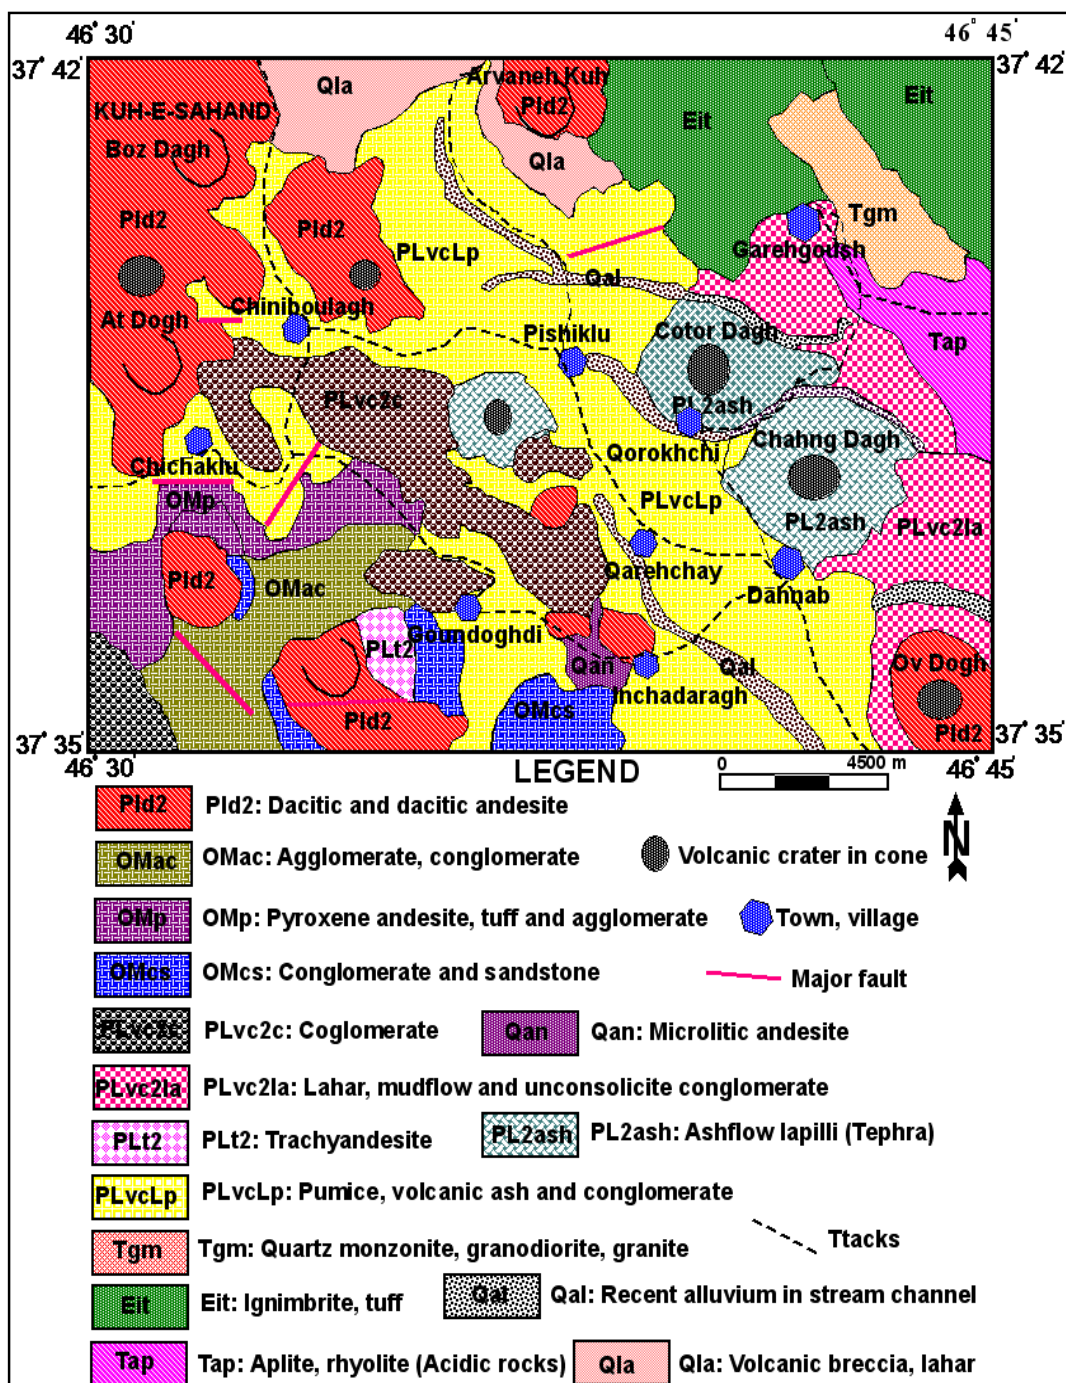 46° 30'
46° 45'
37° 42'
37° 42'
Qla
Arvaneh Kuh
Pld2
Eit
Eit
KUH-E-SAHAND
Boz Dagh
Qla
Pld2
Pld2
Tgm
PLvcLp
Garehgoush
Qal
Chiniboulagh
At Dogh
Pishiklu
Cotor Dagh
Tap
PLvc2c
PL2ash
Chahng Dagh
Chichaklu
Qorokhchi
OMp
PLvcLp
PL2ash
PLvc2la
Pld2
OMac
Qarehchay
Dahnab
Goundoghdi
PLt2
Qan
Qal
Ov Dogh
Inchadaragh
OMcs
Pld2
Pld2
37° 35'
37° 35'
46° 30'
46° 45'
LEGEND
0 4500 m
N
Pld2 Pld2: Dacitic and dacitic andesite
OMac OMac: Agglomerate, conglomerate
Volcanic crater in cone
OMp OMp: Pyroxene andesite, tuff and agglomerate
Town, village
OMcs OMcs: Conglomerate and sandstone
Major fault
PLvc2c PLvc2c: Coglomerate
Qan Qan: Microlitic andesite
PLvc2la PLvc2la: Lahar, mudflow and unconsolicite conglomerate
PLt2 PLt2: Trachyandesite
PL2ash PL2ash: Ashflow lapilli (Tephra)
PLvcLp PLvcLp: Pumice, volcanic ash and conglomerate
Ttacks
Tgm Tgm: Quartz monzonite, granodiorite, granite
Eit Eit: Ignimbrite, tuff
Qal Qal: Recent alluvium in stream channel
Tap Tap: Aplite, rhyolite (Acidic rocks)
Qla Qla: Volcanic breccia, lahar